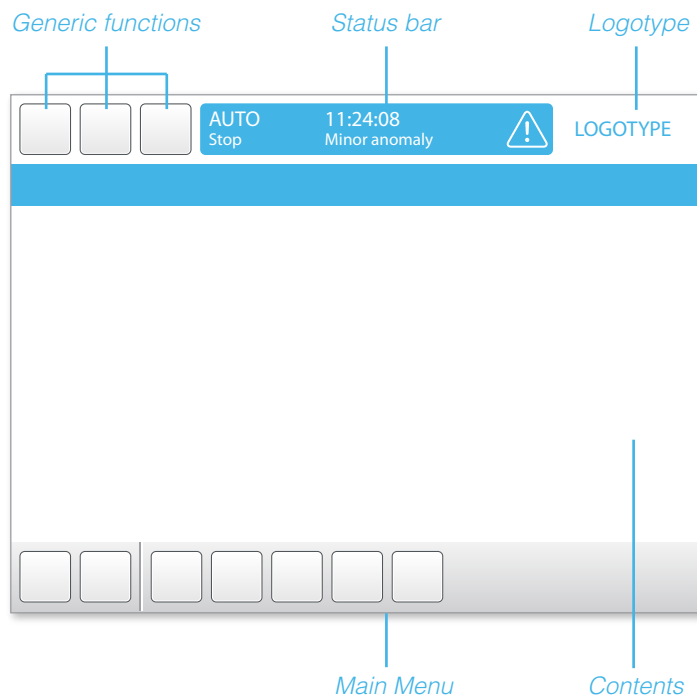 Generic functions
Status bar
Logotype
AUTO
Stop
11:24:08
Minor anomaly
LOGOTYPE
Main Menu
Contents